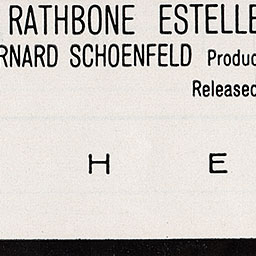 RATHBONE ESTELLE
RNARD SCHOENFELD Produc
Released
H E